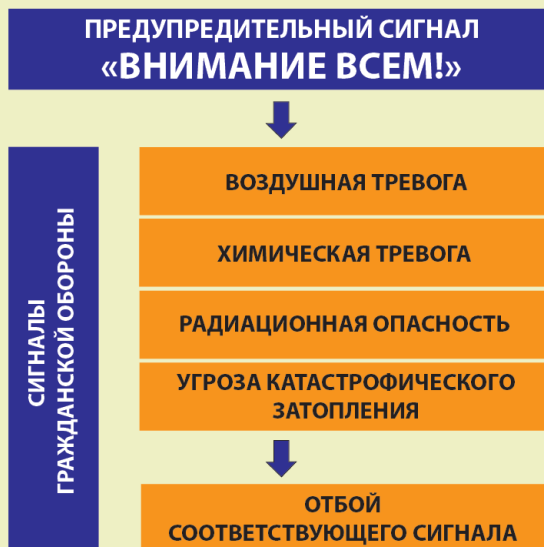 ПРЕДУПРЕДИТЕЛЬНЫЙ СИГНАЛ
«ВНИМАНИЕ ВСЕМ!»
СИГНАЛЫ
ГРАЖДАНСКОЙ ОБОРОНЫ
ВОЗДУШНАЯ ТРЕВОГА
ХИМИЧЕСКАЯ ТРЕВОГА
РАДИАЦИОННАЯ ОПАСНОСТЬ
УГРОЗА КАТАСТРОФИЧЕСКОГО
ЗАТОПЛЕНИЯ
ОТБОЙ
СООТВЕТСТВУЮЩЕГО СИГНАЛА